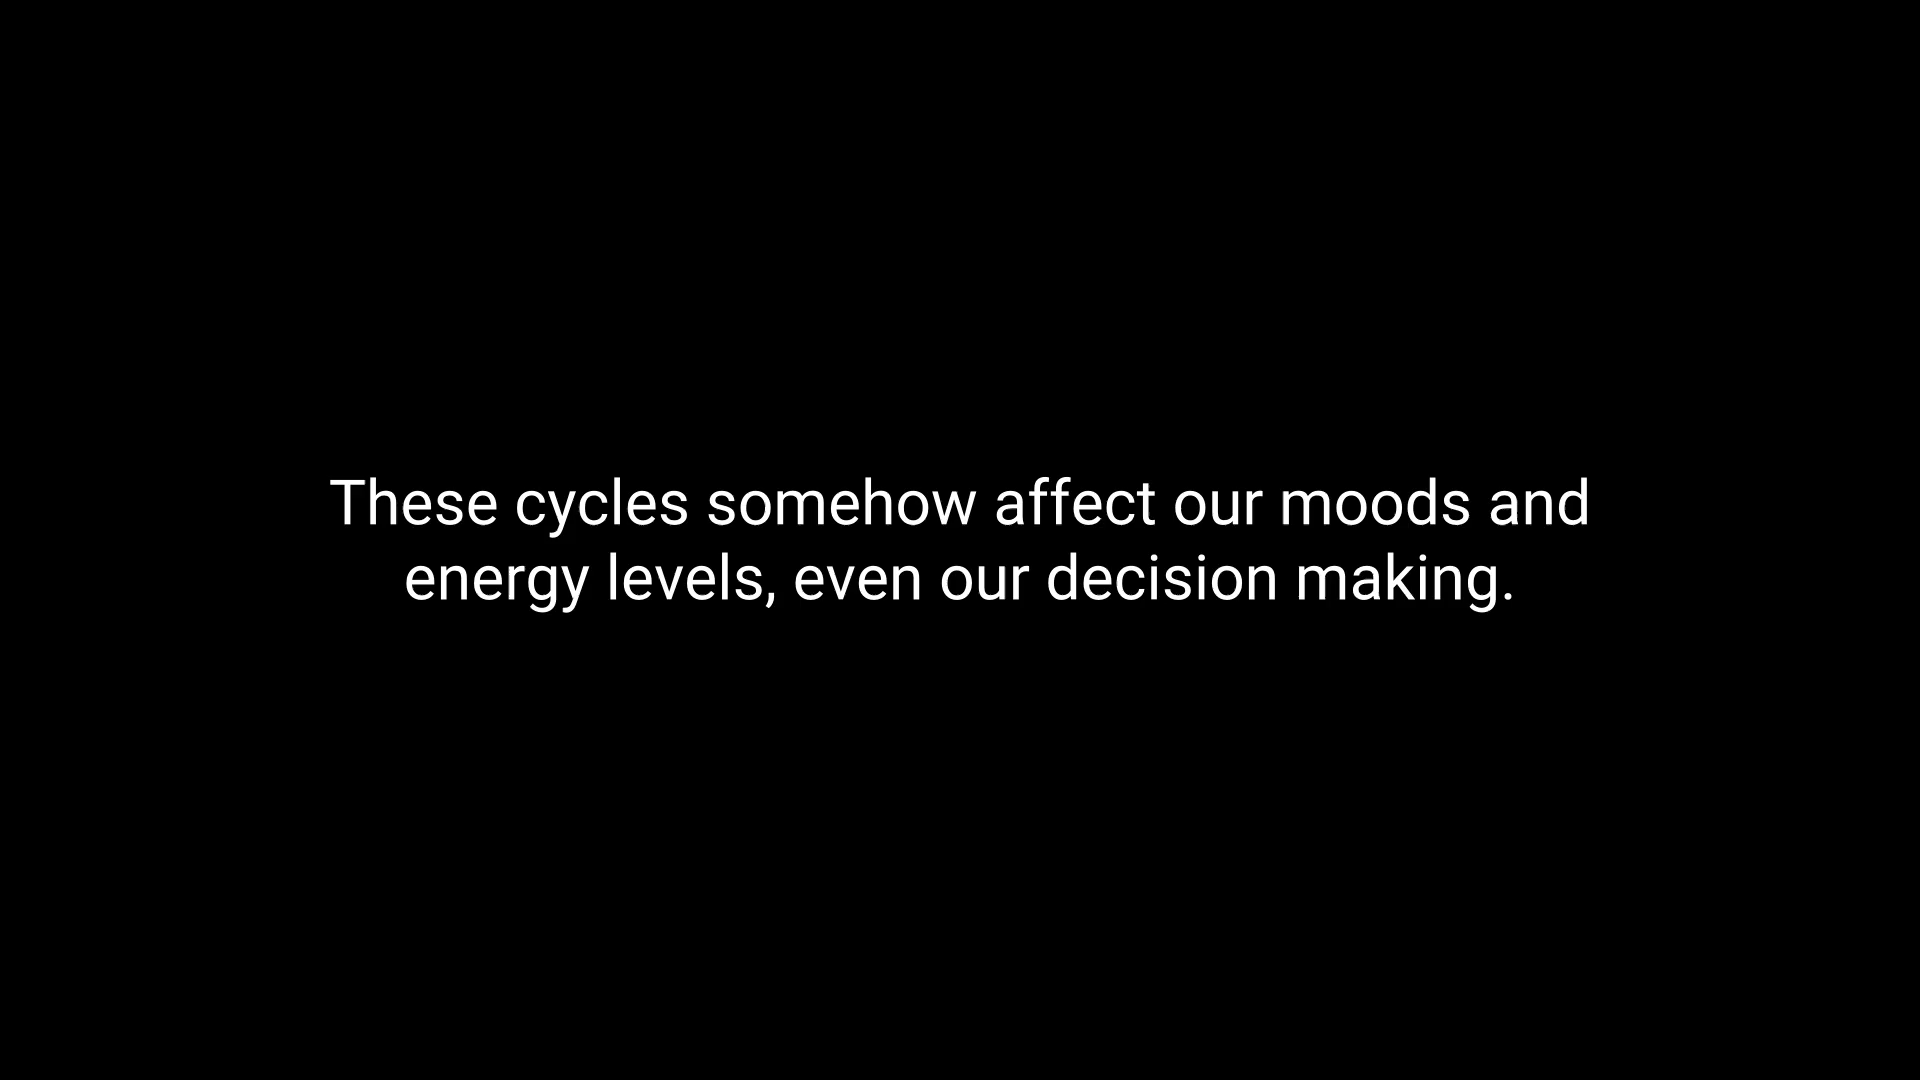 These cycles somehow affect our moods and
energy levels, even our decision making.